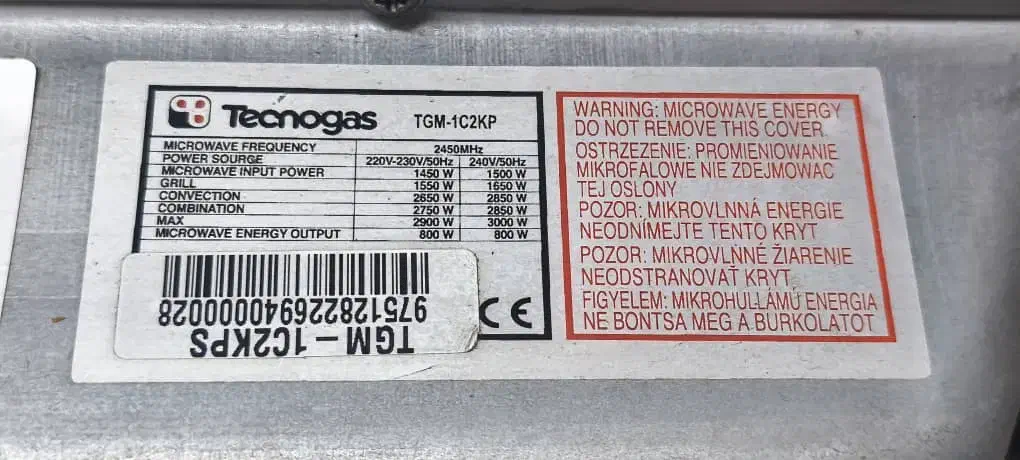 Tecnogas TGM-1C2KP
MICROWAVE FREQUENCY 2450MHz
POWER SOURGE 220V-230V/50Hz 240V/50Hz
MICROWAVE INPUT POWER 1450 W 1500 W
GRILL 1550 W 1650 W
CONVECTION 2650 W 2850 W
COMBINATION 2750 W 2850 W
MAX 2900 W 3000 W
MICROWAVE ENERGY OUTPUT 800 W 800 W
CE
TGM - 1C2KPS
9751282269400000028
WARNING: MICROWAVE ENERGY
DO NOT REMOVE THIS COVER.
OSTRZEZENIE: PROMIENIOWANIE
MIKROFALOWE NIE ZDEJMOWAC
TEJ OSLONY
POZOR: MIKROVLNNÁ ENERGIE
NEODNÍMEJTE TENTO KRYT
POZOR: MIKROVLNNÉ ŽIARENIE
NEODSTRANOVAŤ KRYT
FIGYELEM: MIKROHULLÁMÚ ENERGIA
NE BONTSA MEG A BURKOLATOT